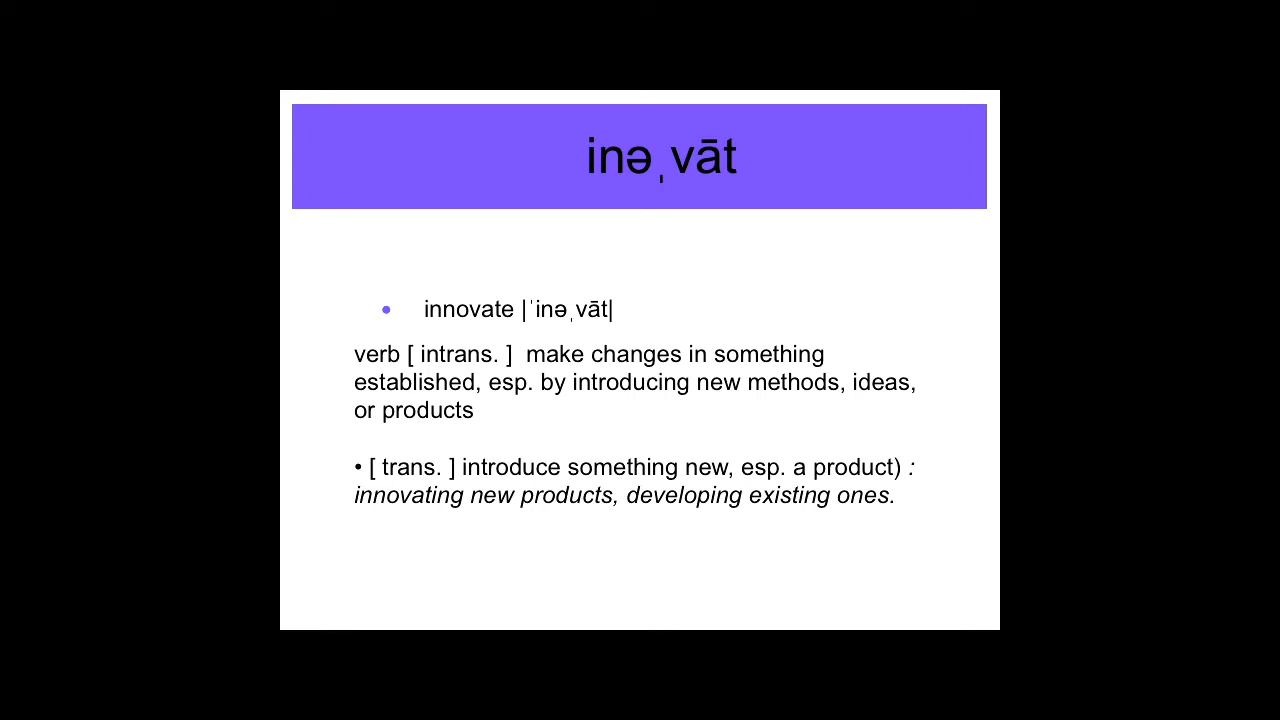 inəˌvāt
• innovate |ˈinəˌvāt|
verb [ intrans. ]  make changes in something
established, esp. by introducing new methods, ideas,
or products
• [ trans. ] introduce something new, esp. a product) :
innovating new products, developing existing ones.